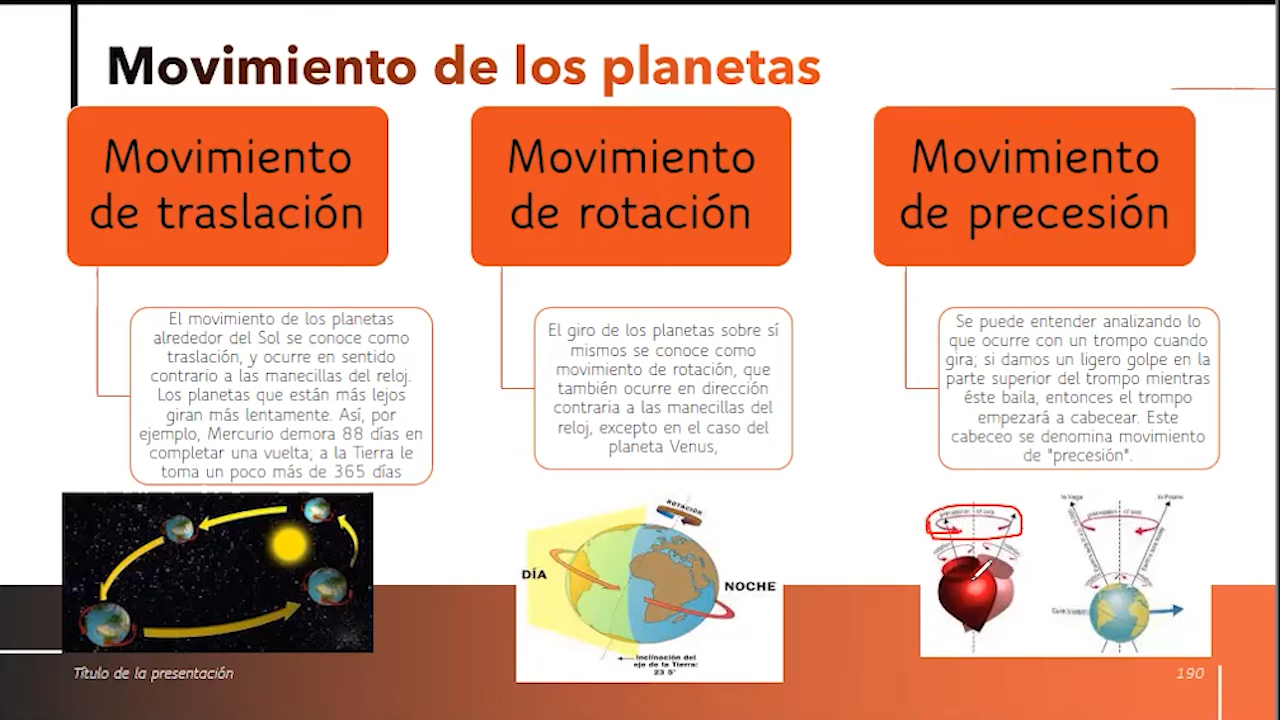 Movimiento de los planetas
Movimiento
de traslación
El movimiento de los planetas
alrededor del Sol se conoce como
traslación, y ocurre en sentido
contrario a las manecillas del reloj.
Los planetas que están más lejos
giran más lentamente. Así, por
ejemplo, Mercurio demora 88 días en
completar una vuelta; a la Tierra le
toma un poco más de 365 días
Movimiento
de rotación
El giro de los planetas sobre sí
mismos se conoce como
movimiento de rotación, que
también ocurre en dirección
contraria a las manecillas del
reloj, excepto en el caso del
planeta Venus,
Movimiento
de precesión
Se puede entender analizando lo
que ocurre con un trompo cuando
gira; si damos un ligero golpe en la
parte superior del trompo mientras
éste baila, entonces el trompo
empezará a cabecear. Este
cabeceo se denomina movimiento
de "precesión".
ROTACIÓN
DÍA
NOCHE
Inclinación del
eje de la Tierra:
23 5°
to Vega
to Polaris
Título de la presentación
190